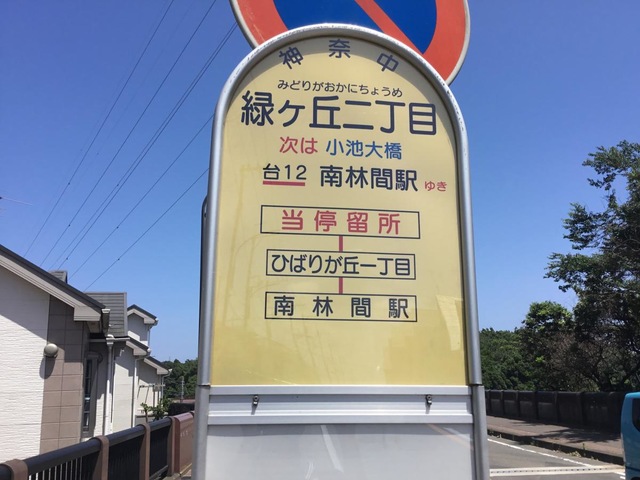 神奈中
みどりがおかにちょうめ
緑ヶ丘二丁目
次は 小池大橋
台12 南林間駅 ゆき
当停留所
ひばりが丘一丁目
南林間駅